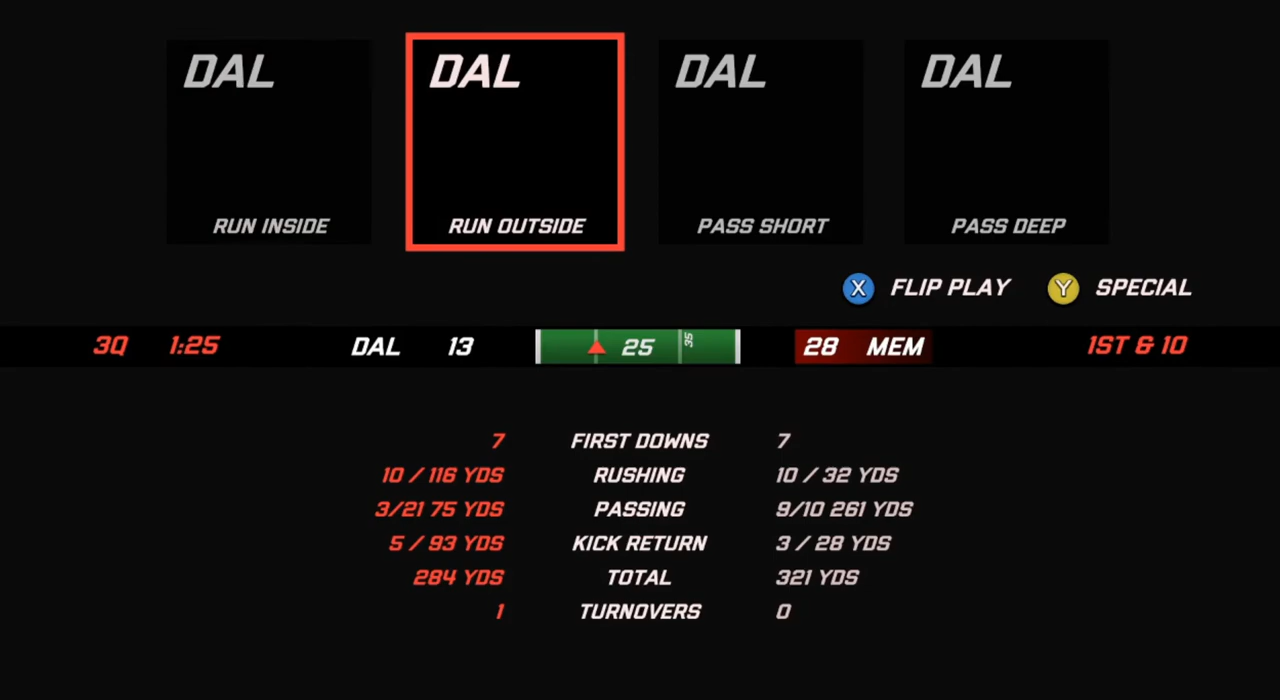 DAL DAL DAL DAL
RUN INSIDE RUN OUTSIDE PASS SHORT PASS DEEP
X FLIP PLAY Y SPECIAL
3Q 1:25 DAL 13 25 35 28 MEM 1ST & 10
7 FIRST DOWNS 7
10 / 116 YDS RUSHING 10 / 32 YDS
3/21 75 YDS PASSING 9/10 261 YDS
5 / 93 YDS KICK RETURN 3 / 28 YDS
284 YDS TOTAL 321 YDS
1 TURNOVERS 0